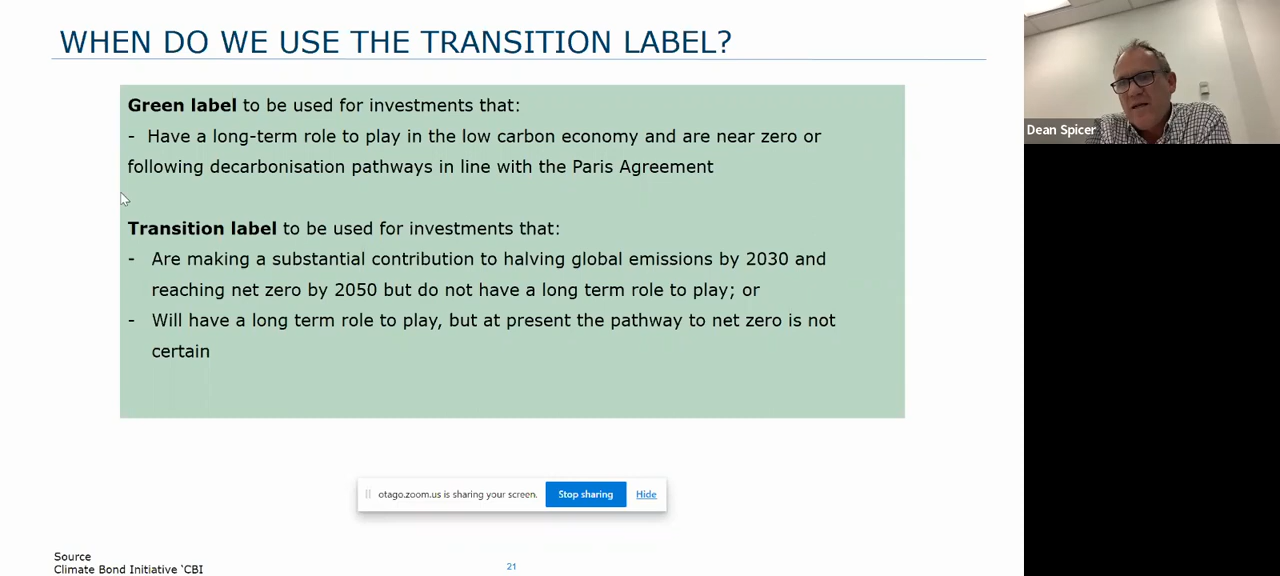 WHEN DO WE USE THE TRANSITION LABEL?
Green label to be used for investments that:
- Have a long-term role to play in the low carbon economy and are near zero or
following decarbonisation pathways in line with the Paris Agreement
Transition label to be used for investments that:
- Are making a substantial contribution to halving global emissions by 2030 and
reaching net zero by 2050 but do not have a long term role to play; or
- Will have a long term role to play, but at present the pathway to net zero is not
certain
otago.zoom.us is sharing your screen. Stop sharing Hide
Source
Climate Bond Initiative ‘CBI
21
Dean Spicer